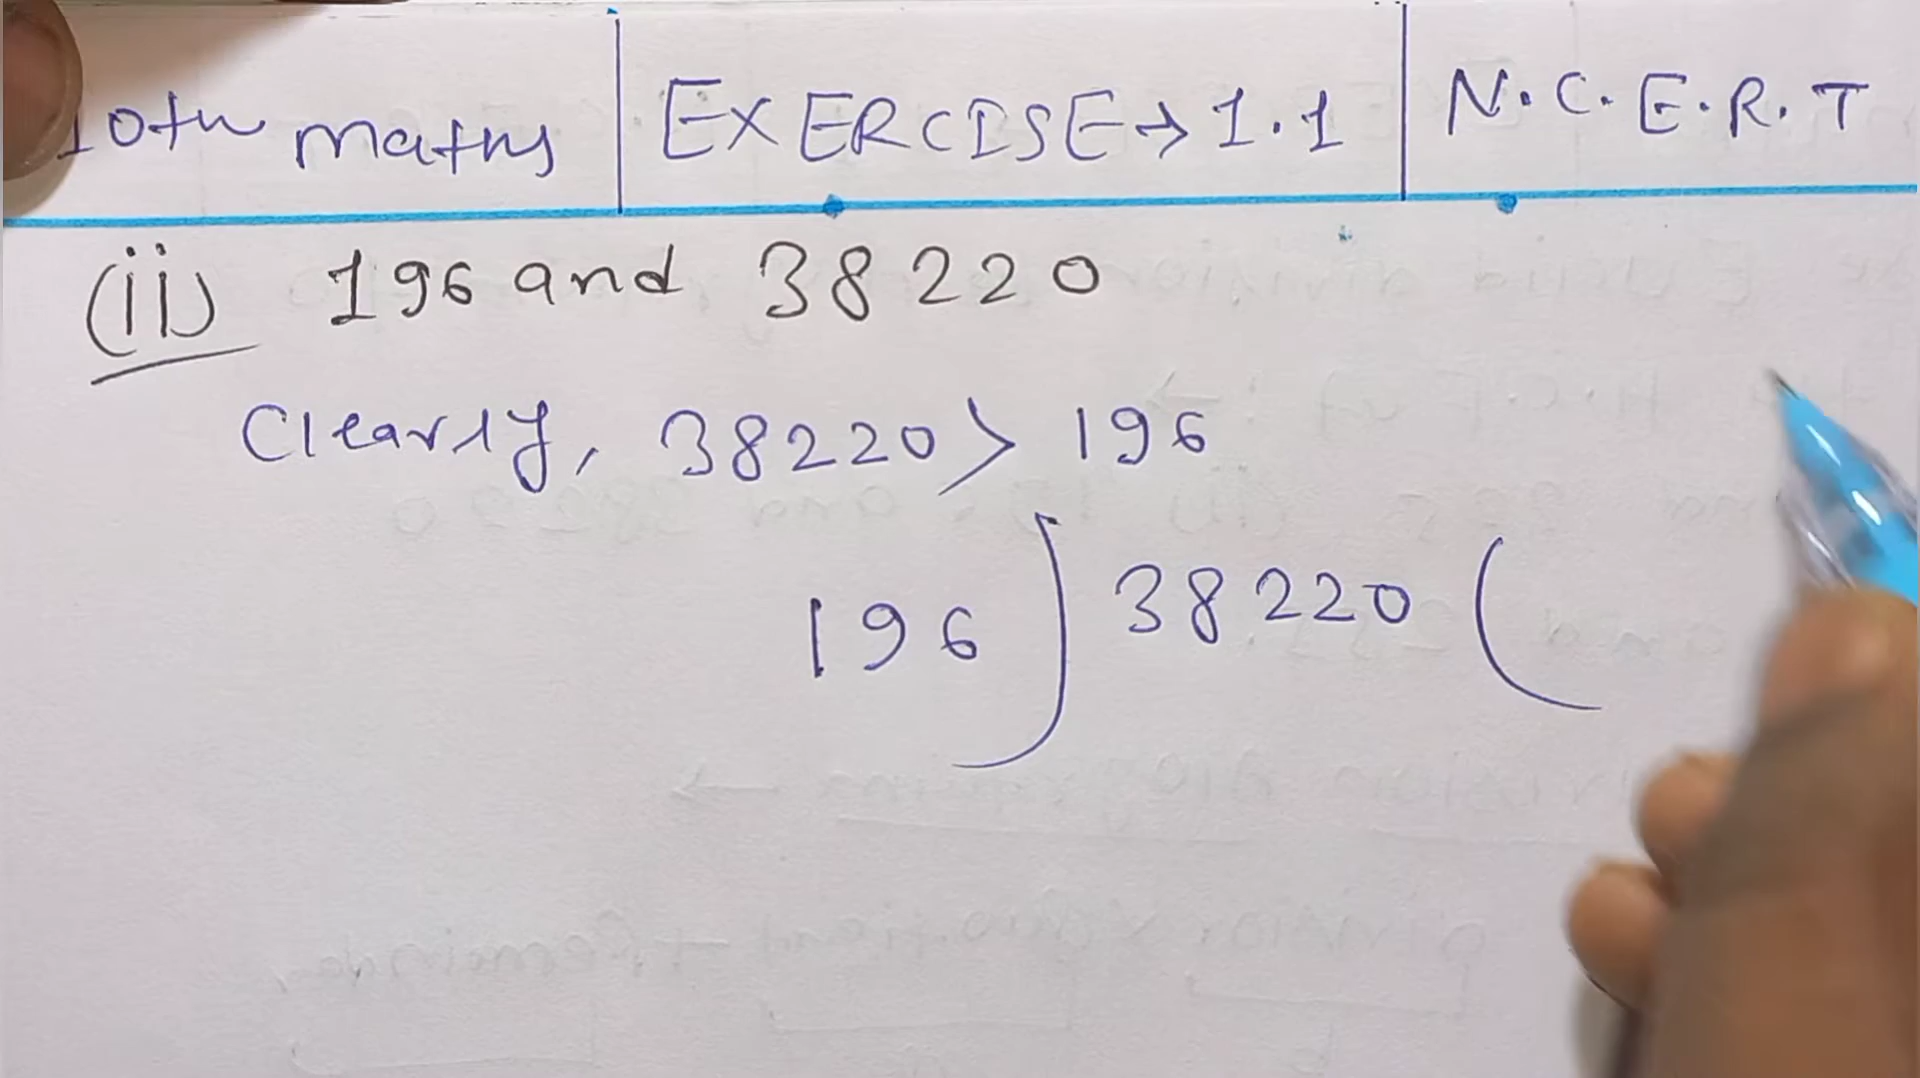 10th maths | EXERCISE → 1.1 | N.C.E.R.T
(ii) 196 and 38220
Clearly, 38220 > 196
196 ) 38220 (